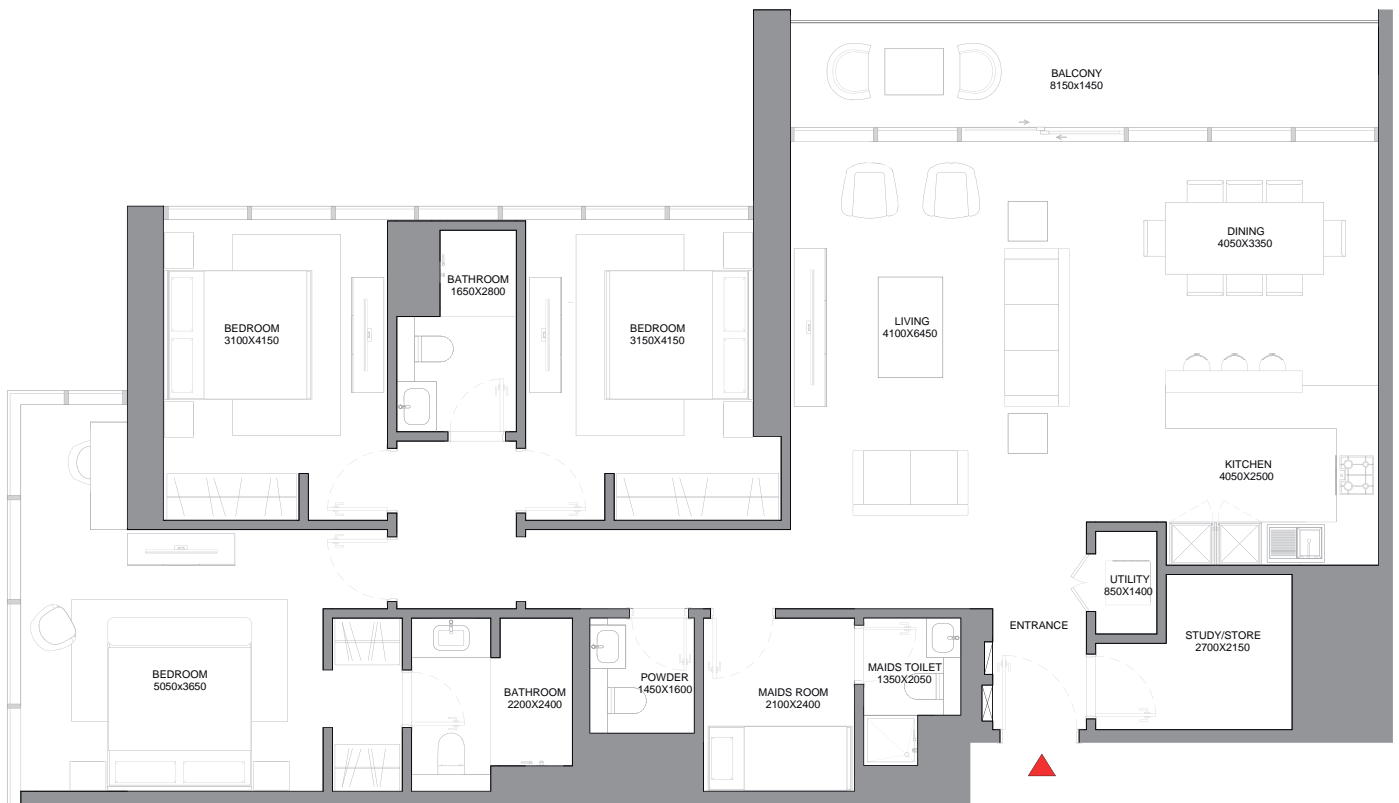 BALCONY
8150x1450
DINING
4050X3350
BATHROOM
1650X2800
BEDROOM
3100X4150
BEDROOM
3150X4150
LIVING
4100X6450
KITCHEN
4050X2500
UTILITY
850X1400
ENTRANCE
STUDY/STORE
2700X2150
BEDROOM
5050x3650
BATHROOM
2200X2400
POWDER
1450X1600
MAIDS ROOM
2100X2400
MAIDS TOILET
1350X2050